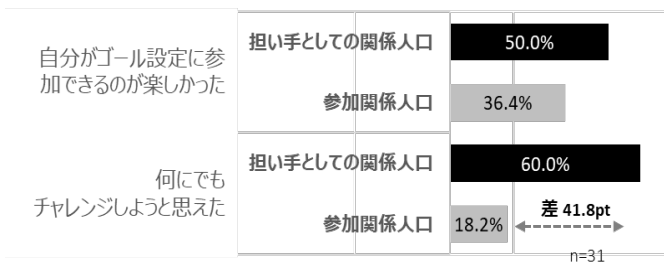 自分がゴール設定に参
加できるのが楽しかった
担い手としての関係人口
50.0%
参加関係人口
36.4%
何にでも
チャレンジしようと思えた
担い手としての関係人口
60.0%
参加関係人口
18.2%
差 41.8pt
n=31